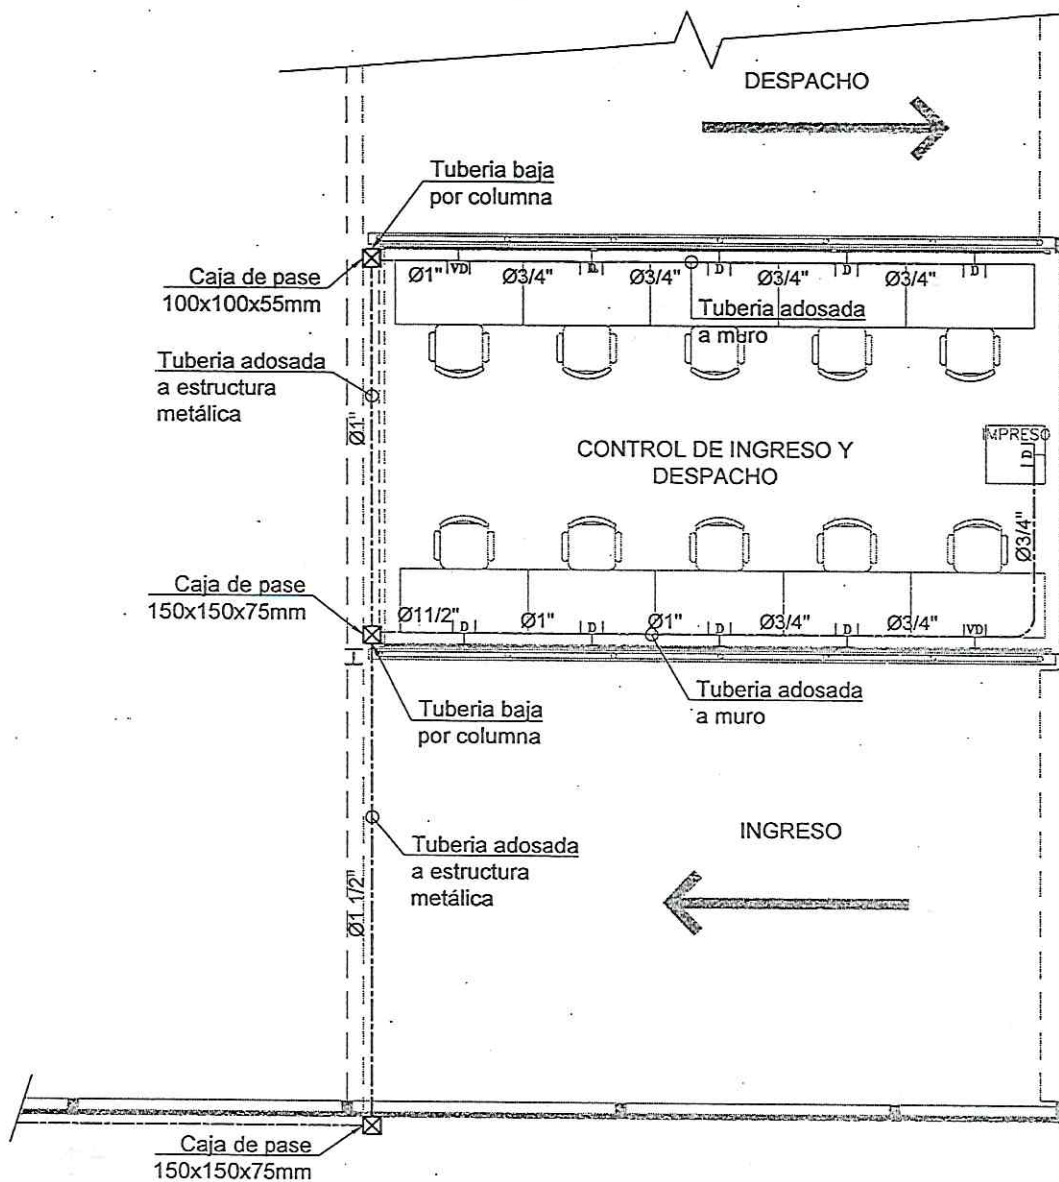 DESPACHO
Tuberia baja
por columna
Caja de pase
100x100x55mm
Ø1"
VD
Ø3/4"
D
Ø3/4"
D
Ø3/4"
D
Ø3/4"
D
Tuberia adosada
a muro
Tuberia adosada
a estructura
metálica
Ø1"
CONTROL DE INGRESO Y
DESPACHO
IMPRESO
D
Ø3/4"
Caja de pase
150x150x75mm
Ø11/2"
D
Ø1"
D
Ø1"
D
Ø3/4"
D
Ø3/4"
VD
Tuberia baja
por columna
Tuberia adosada
a muro
Tuberia adosada
a estructura
metálica
INGRESO
Ø1 1/2"
Caja de pase
150x150x75mm